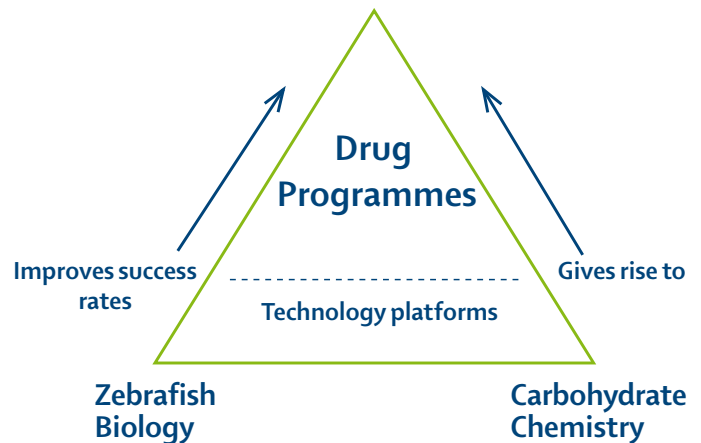 Drug
Programmes
Improves success
rates
Gives rise to
Technology platforms
Zebrafish
Biology
Carbohydrate
Chemistry